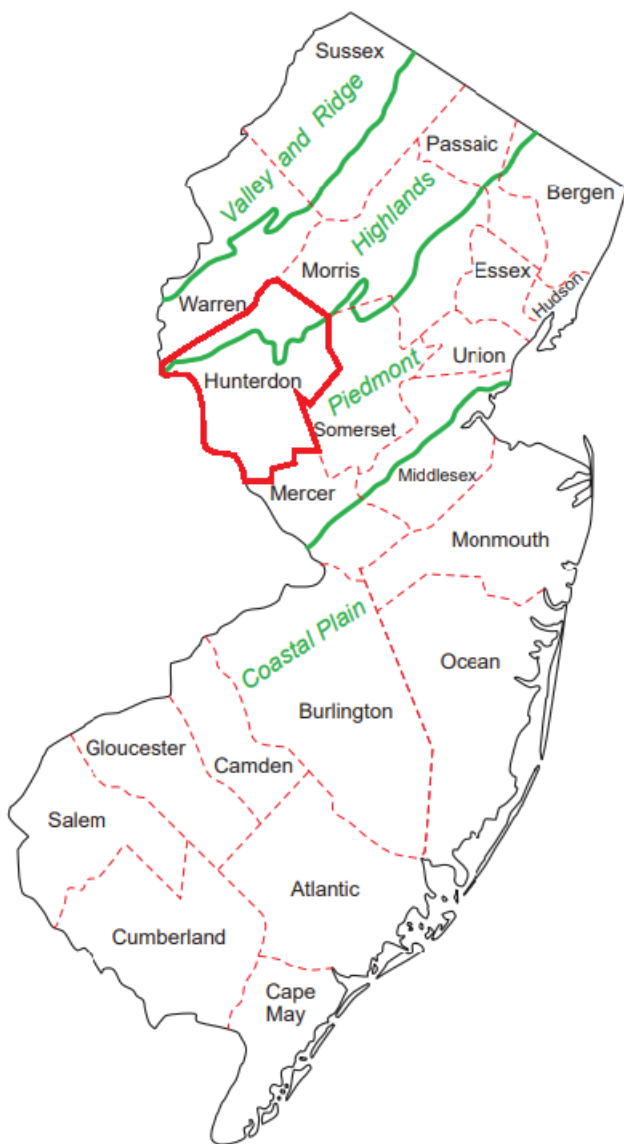 Sussex
Valley and Ridge
Passaic
Highlands
Bergen
Morris
Essex
Warren
Hudson
Union
Hunterdon
Piedmont
Somerset
Middlesex
Mercer
Monmouth
Coastal Plain
Ocean
Burlington
Gloucester
Camden
Salem
Atlantic
Cumberland
Cape
May